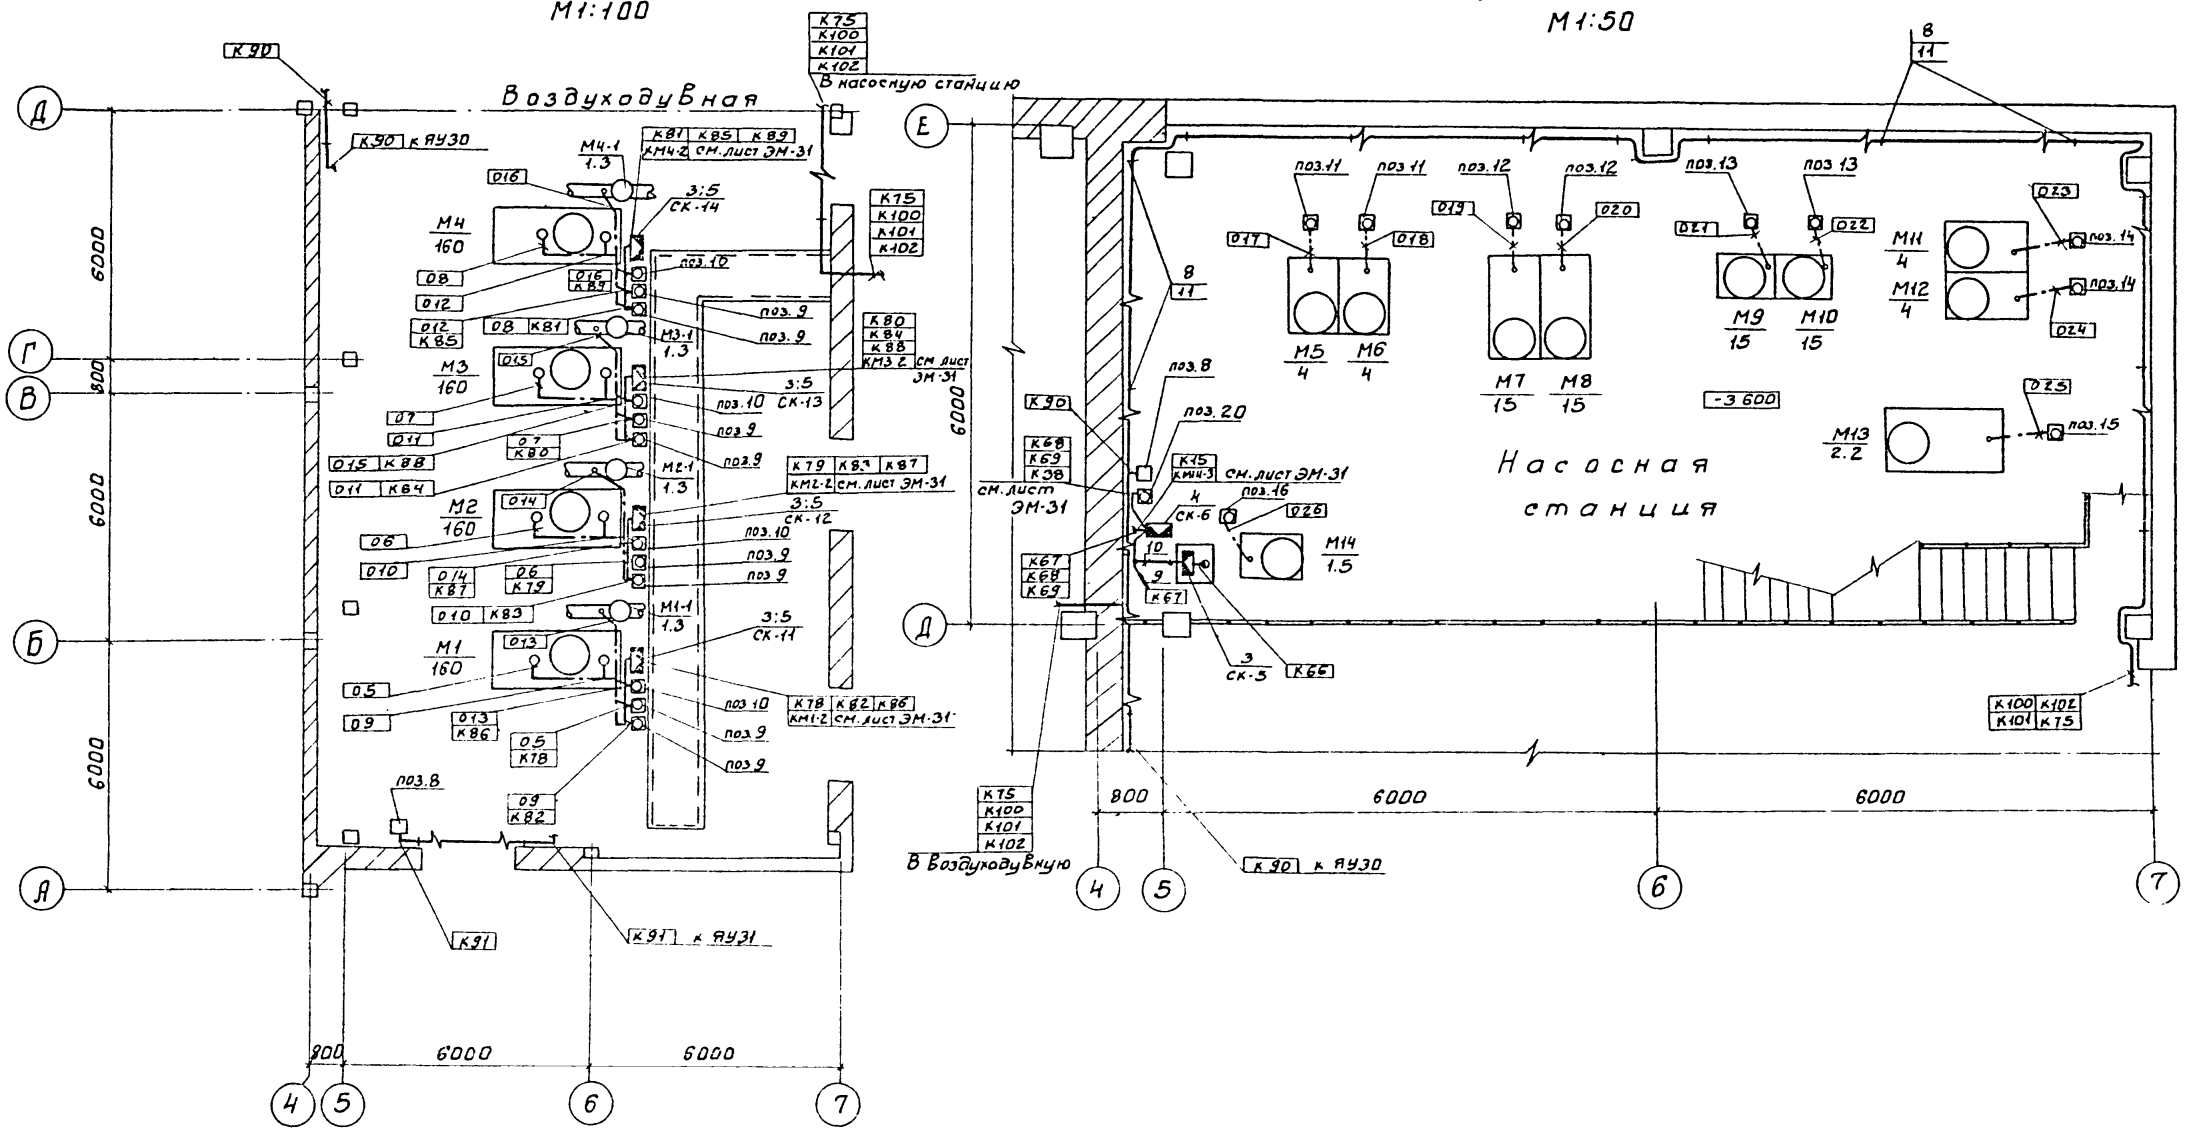 М1:100
К90
К75
К100
К101
К102
В насосную станцию
Воздуходувная
Д
К90 к ЯУ30
М4-1
1.3
К81 К85 К89
КМ4-2 см. лист ЭМ-31
016
3:5
СК-14
К75
К100
К101
К102
М4
160
6000
поз.10
08
016
К89
012
поз.9
012
К85
08 К81
М3-1
1.3
поз.9
К80
К84
К88
КМ3-2 см. лист
ЭМ-31
Г
015
М3
160
800
В
3:5
СК-13
поз.10
07
поз.9
011
07
К80
поз.9
015 К88
011 К84
М2-1
1.3
К79 К83 К87
КМ2-2 см. лист ЭМ-31
014
М2
160
3:5
СК-12
6000
06
поз.10
поз.9
010
014
К87
06
К79
поз.9
010 К83
М1-1
1.3
3:5
СК-11
Б
013
М1
160
05
09
013
К86
поз.10
К78 К82 К86
КМ1-2 см. лист ЭМ-31
05
К78
поз.9
поз.9
6000
поз.8
09
К82
А
К91
К91 к ЯУ31
800
6000
6000
4
5
6
7
М1:50
8
11
Е
поз.11
поз.11
поз.12
поз.12
поз.13
поз.13
023
019
020
021
022
017
018
М11
4
поз.14
М12
4
поз.14
024
8
11
М5
4
М6
4
М7
15
М8
15
М9
15
М10
15
поз.8
-3 600
025
6000
К90
поз.20
поз.15
М13
2.2
К68
К69
К38
см. лист
ЭМ-31
К15
КМ14-3 см. лист ЭМ-31
Насосная
станция
4
СК-6
поз.16
026
М14
1.5
10
9
К67
К67
К68
К69
Д
3
СК-5
К66
К100 К102
К101 К75
К75
К100
К101
К102
В воздуходувную
800
6000
6000
К90 к ЯУ30
4
5
6
7